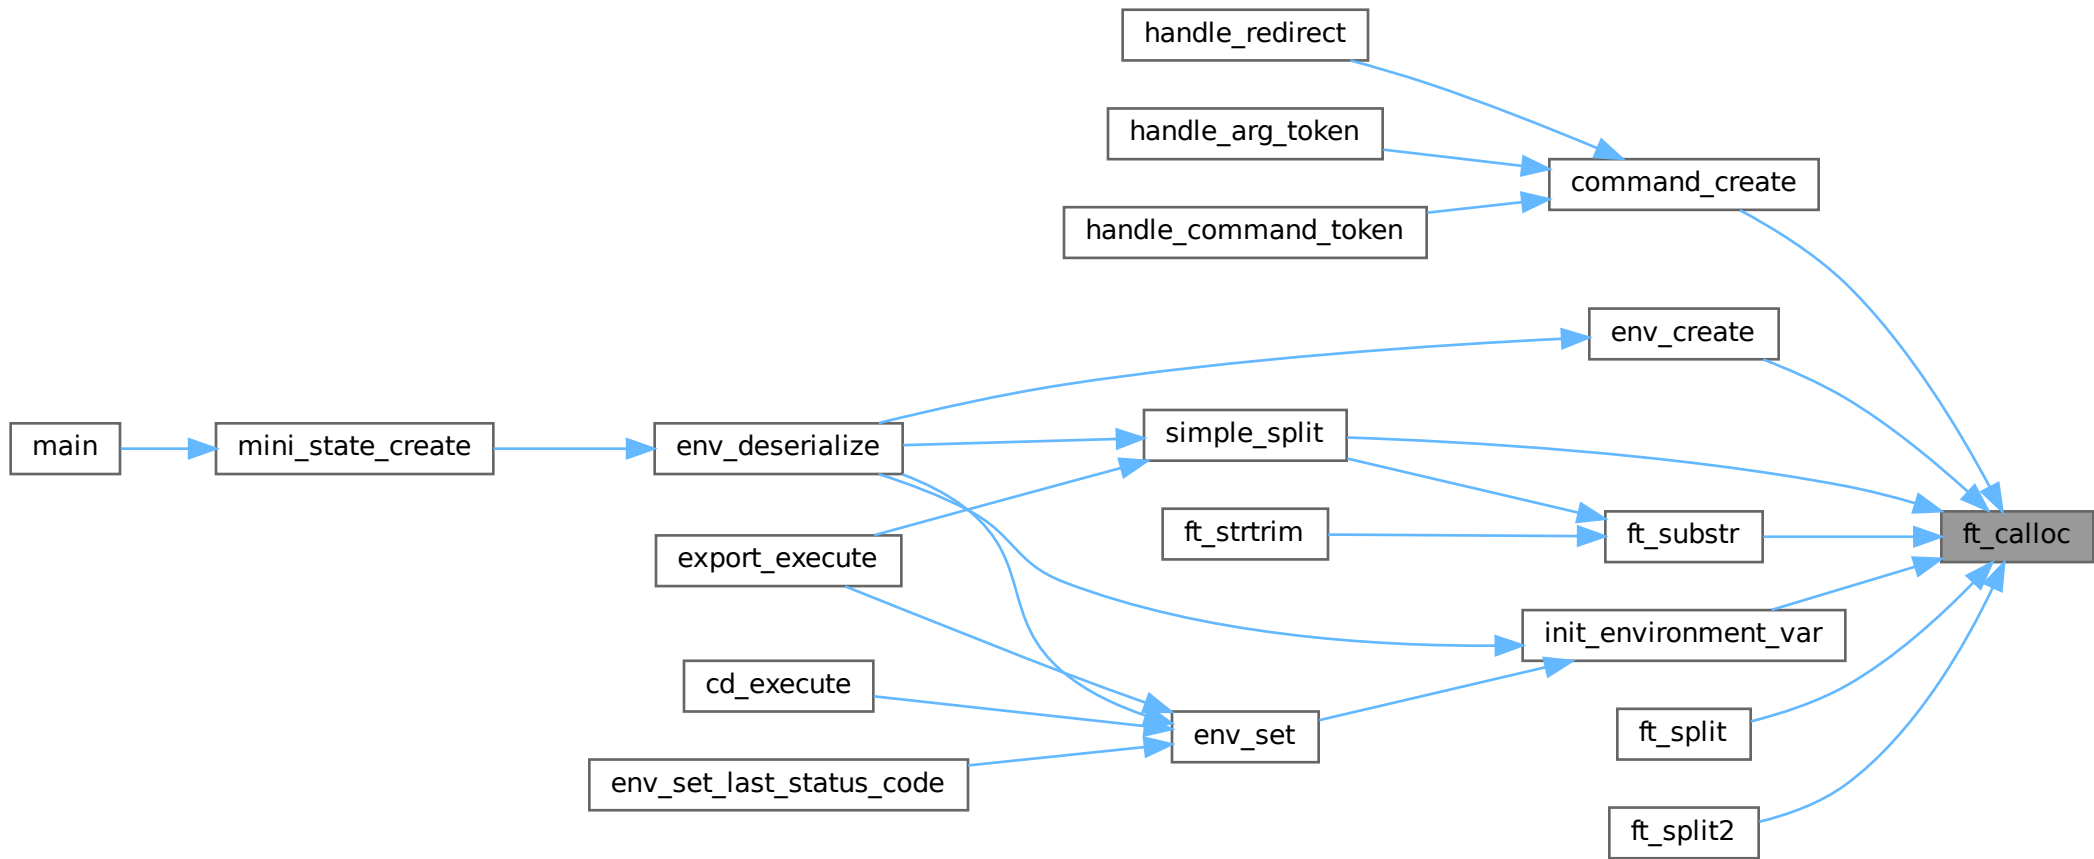 handle_redirect
handle_arg_token
command_create
handle_command_token
env_create
main
mini_state_create
env_deserialize
simple_split
ft_strtrim
ft_substr
ft_calloc
export_execute
init_environment_var
cd_execute
env_set
ft_split
env_set_last_status_code
ft_split2